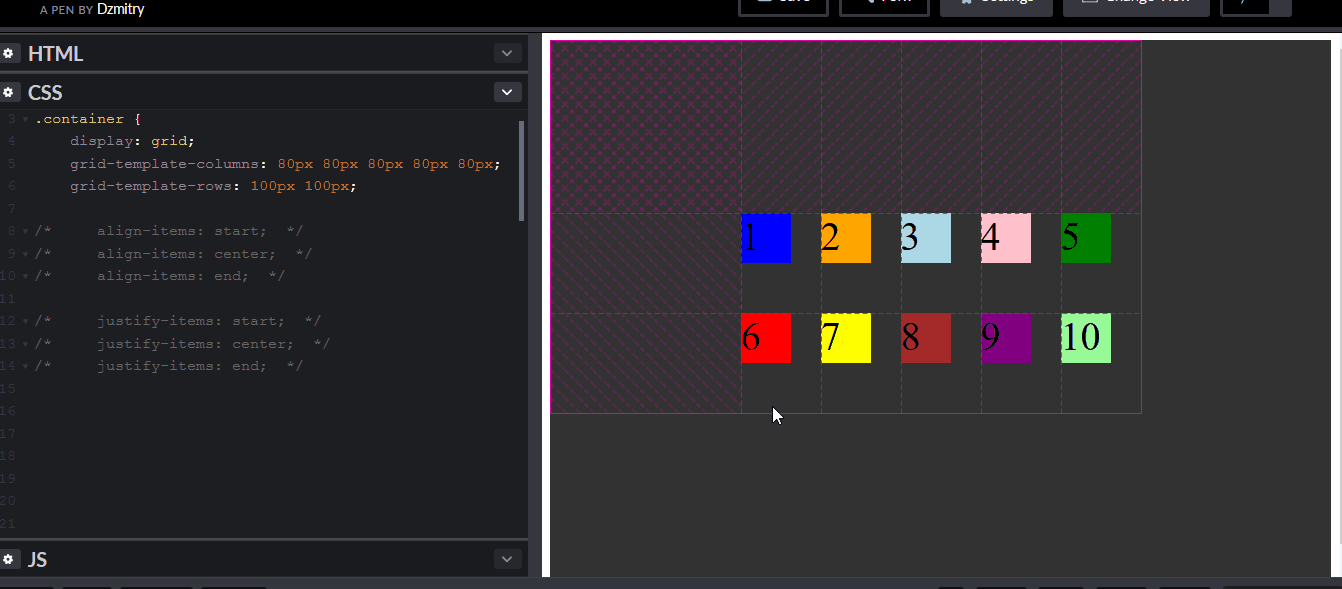 A PEN BY Dzmitry
HTML
CSS
3 .container {
4 display: grid;
5 grid-template-columns: 80px 80px 80px 80px 80px;
6 grid-template-rows: 100px 100px;
7
8 /* align-items: start; */
9 /* align-items: center; */
10 /* align-items: end; */
11
12 /* justify-items: start; */
13 /* justify-items: center; */
14 /* justify-items: end; */
15
16
17
18
19
20
21
JS
1 2 3 4 5
6 7 8 9 10